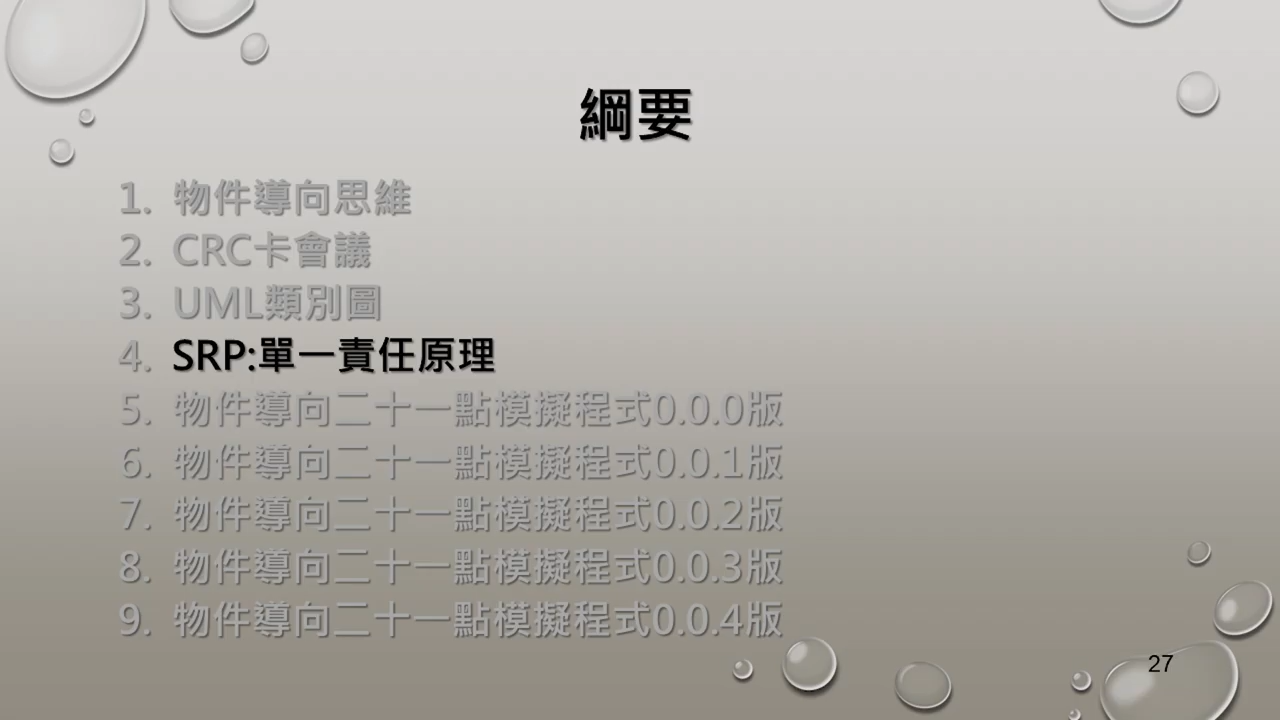 綱要
1. 物件導向思維
2. CRC卡會議
3. UML類別圖
4. SRP:單一責任原理
5. 物件導向二十一點模擬程式0.0.0版
6. 物件導向二十一點模擬程式0.0.1版
7. 物件導向二十一點模擬程式0.0.2版
8. 物件導向二十一點模擬程式0.0.3版
9. 物件導向二十一點模擬程式0.0.4版
27